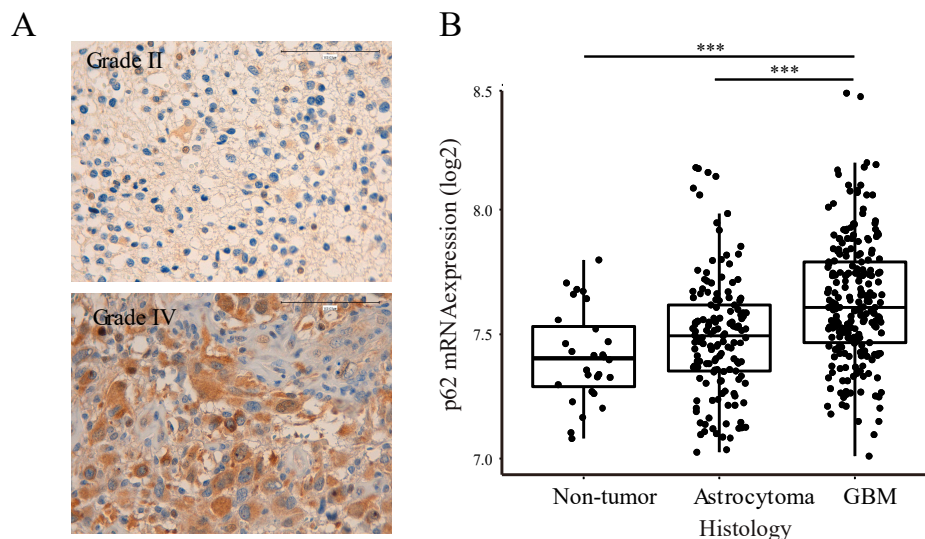 A
Grade II
Grade IV
B
***
***
8.5
8.0
7.5
7.0
p62 mRNAexpression (log2)
Non-tumor
Astrocytoma
GBM
Histology